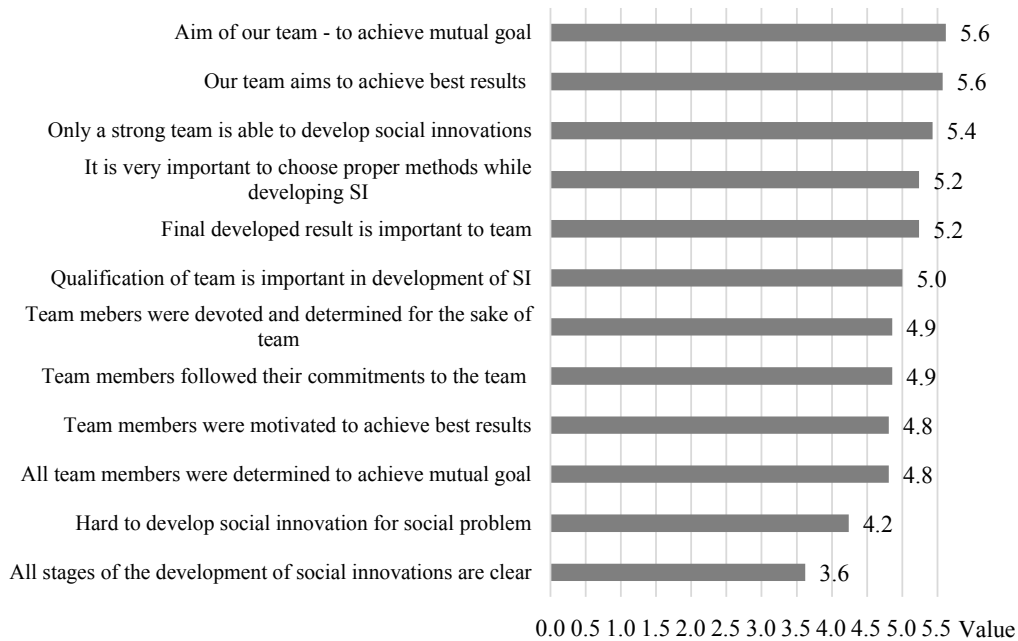 Aim of our team - to achieve mutual goal 5.6
Our team aims to achieve best results 5.6
Only a strong team is able to develop social innovations 5.4
It is very important to choose proper methods while
developing SI 5.2
Final developed result is important to team 5.2
Qualification of team is important in development of SI 5.0
Team mebers were devoted and determined for the sake of
team 4.9
Team members followed their commitments to the team 4.9
Team members were motivated to achieve best results 4.8
All team members were determined to achieve mutual goal 4.8
Hard to develop social innovation for social problem 4.2
All stages of the development of social innovations are clear 3.6
0.0 0.5 1.0 1.5 2.0 2.5 3.0 3.5 4.0 4.5 5.0 5.5 Value